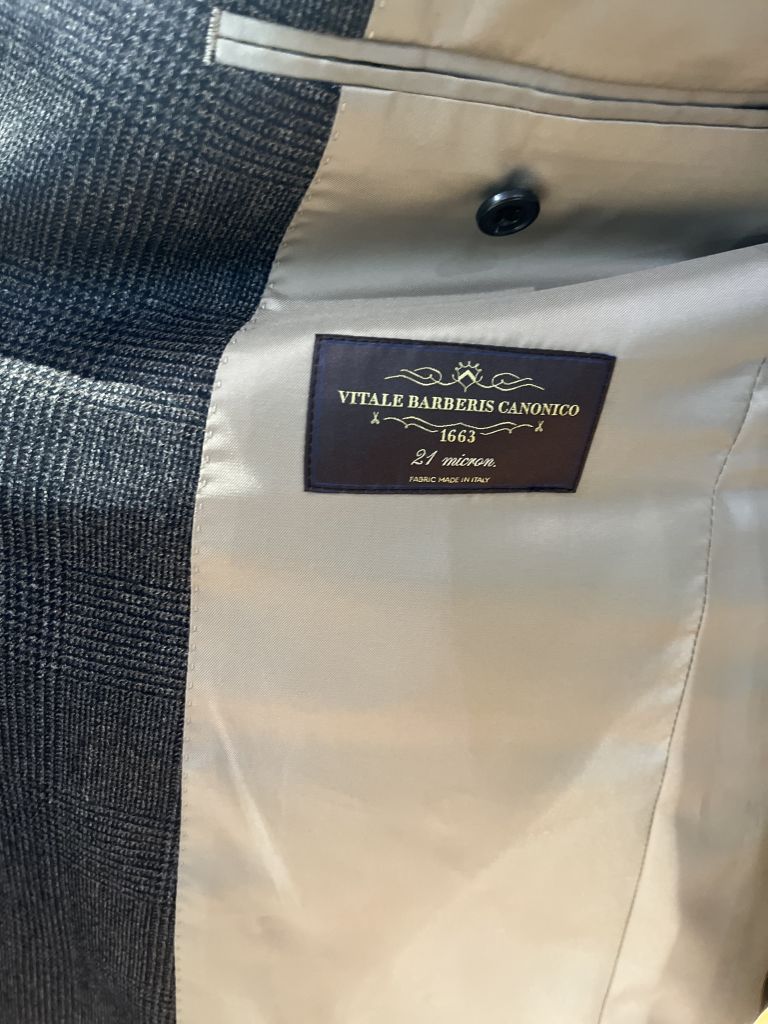 VITALE BARBERIS CANONICO
1663
21 micron.
FABRIC MADE IN ITALY